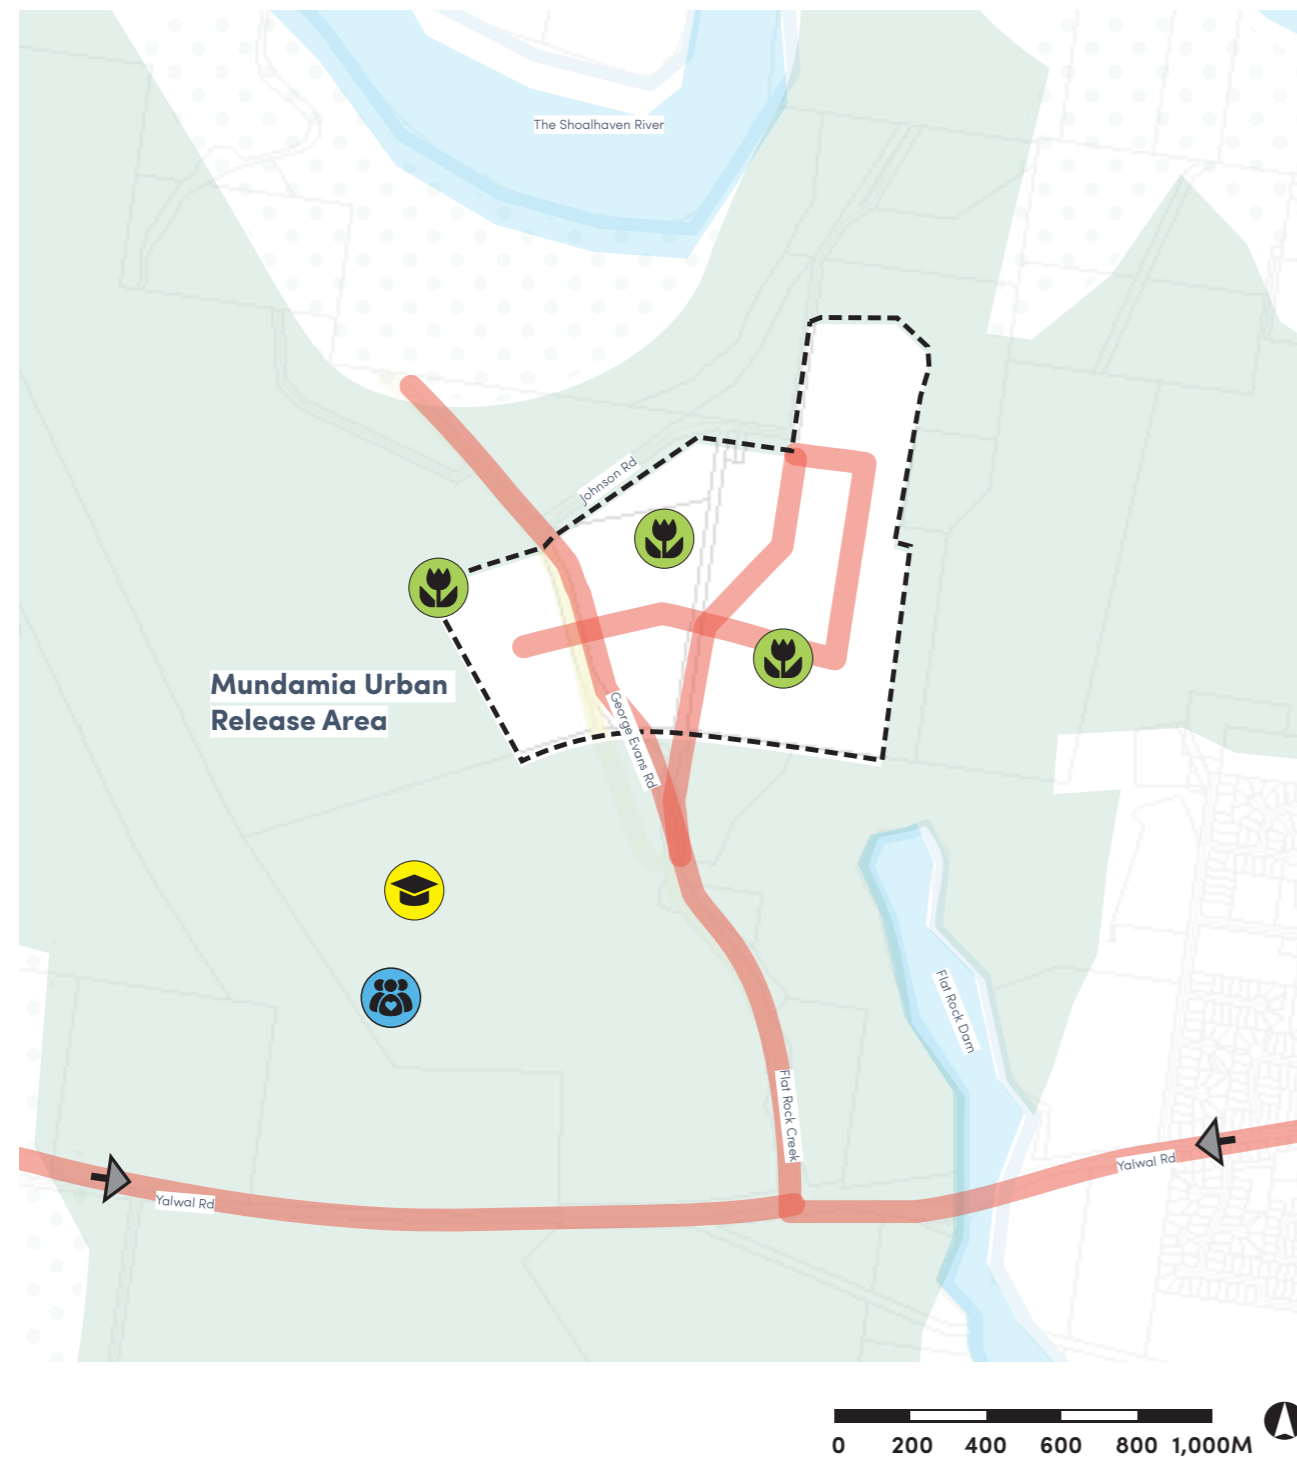 The Shoalhaven River
Johnson Rd
Mundamia Urban
Release Area
George Evans Rd
Flat Rock Dam
Flat Rock Creek
Yalwal Rd
Yalwal Rd
0 200 400 600 800 1,000M